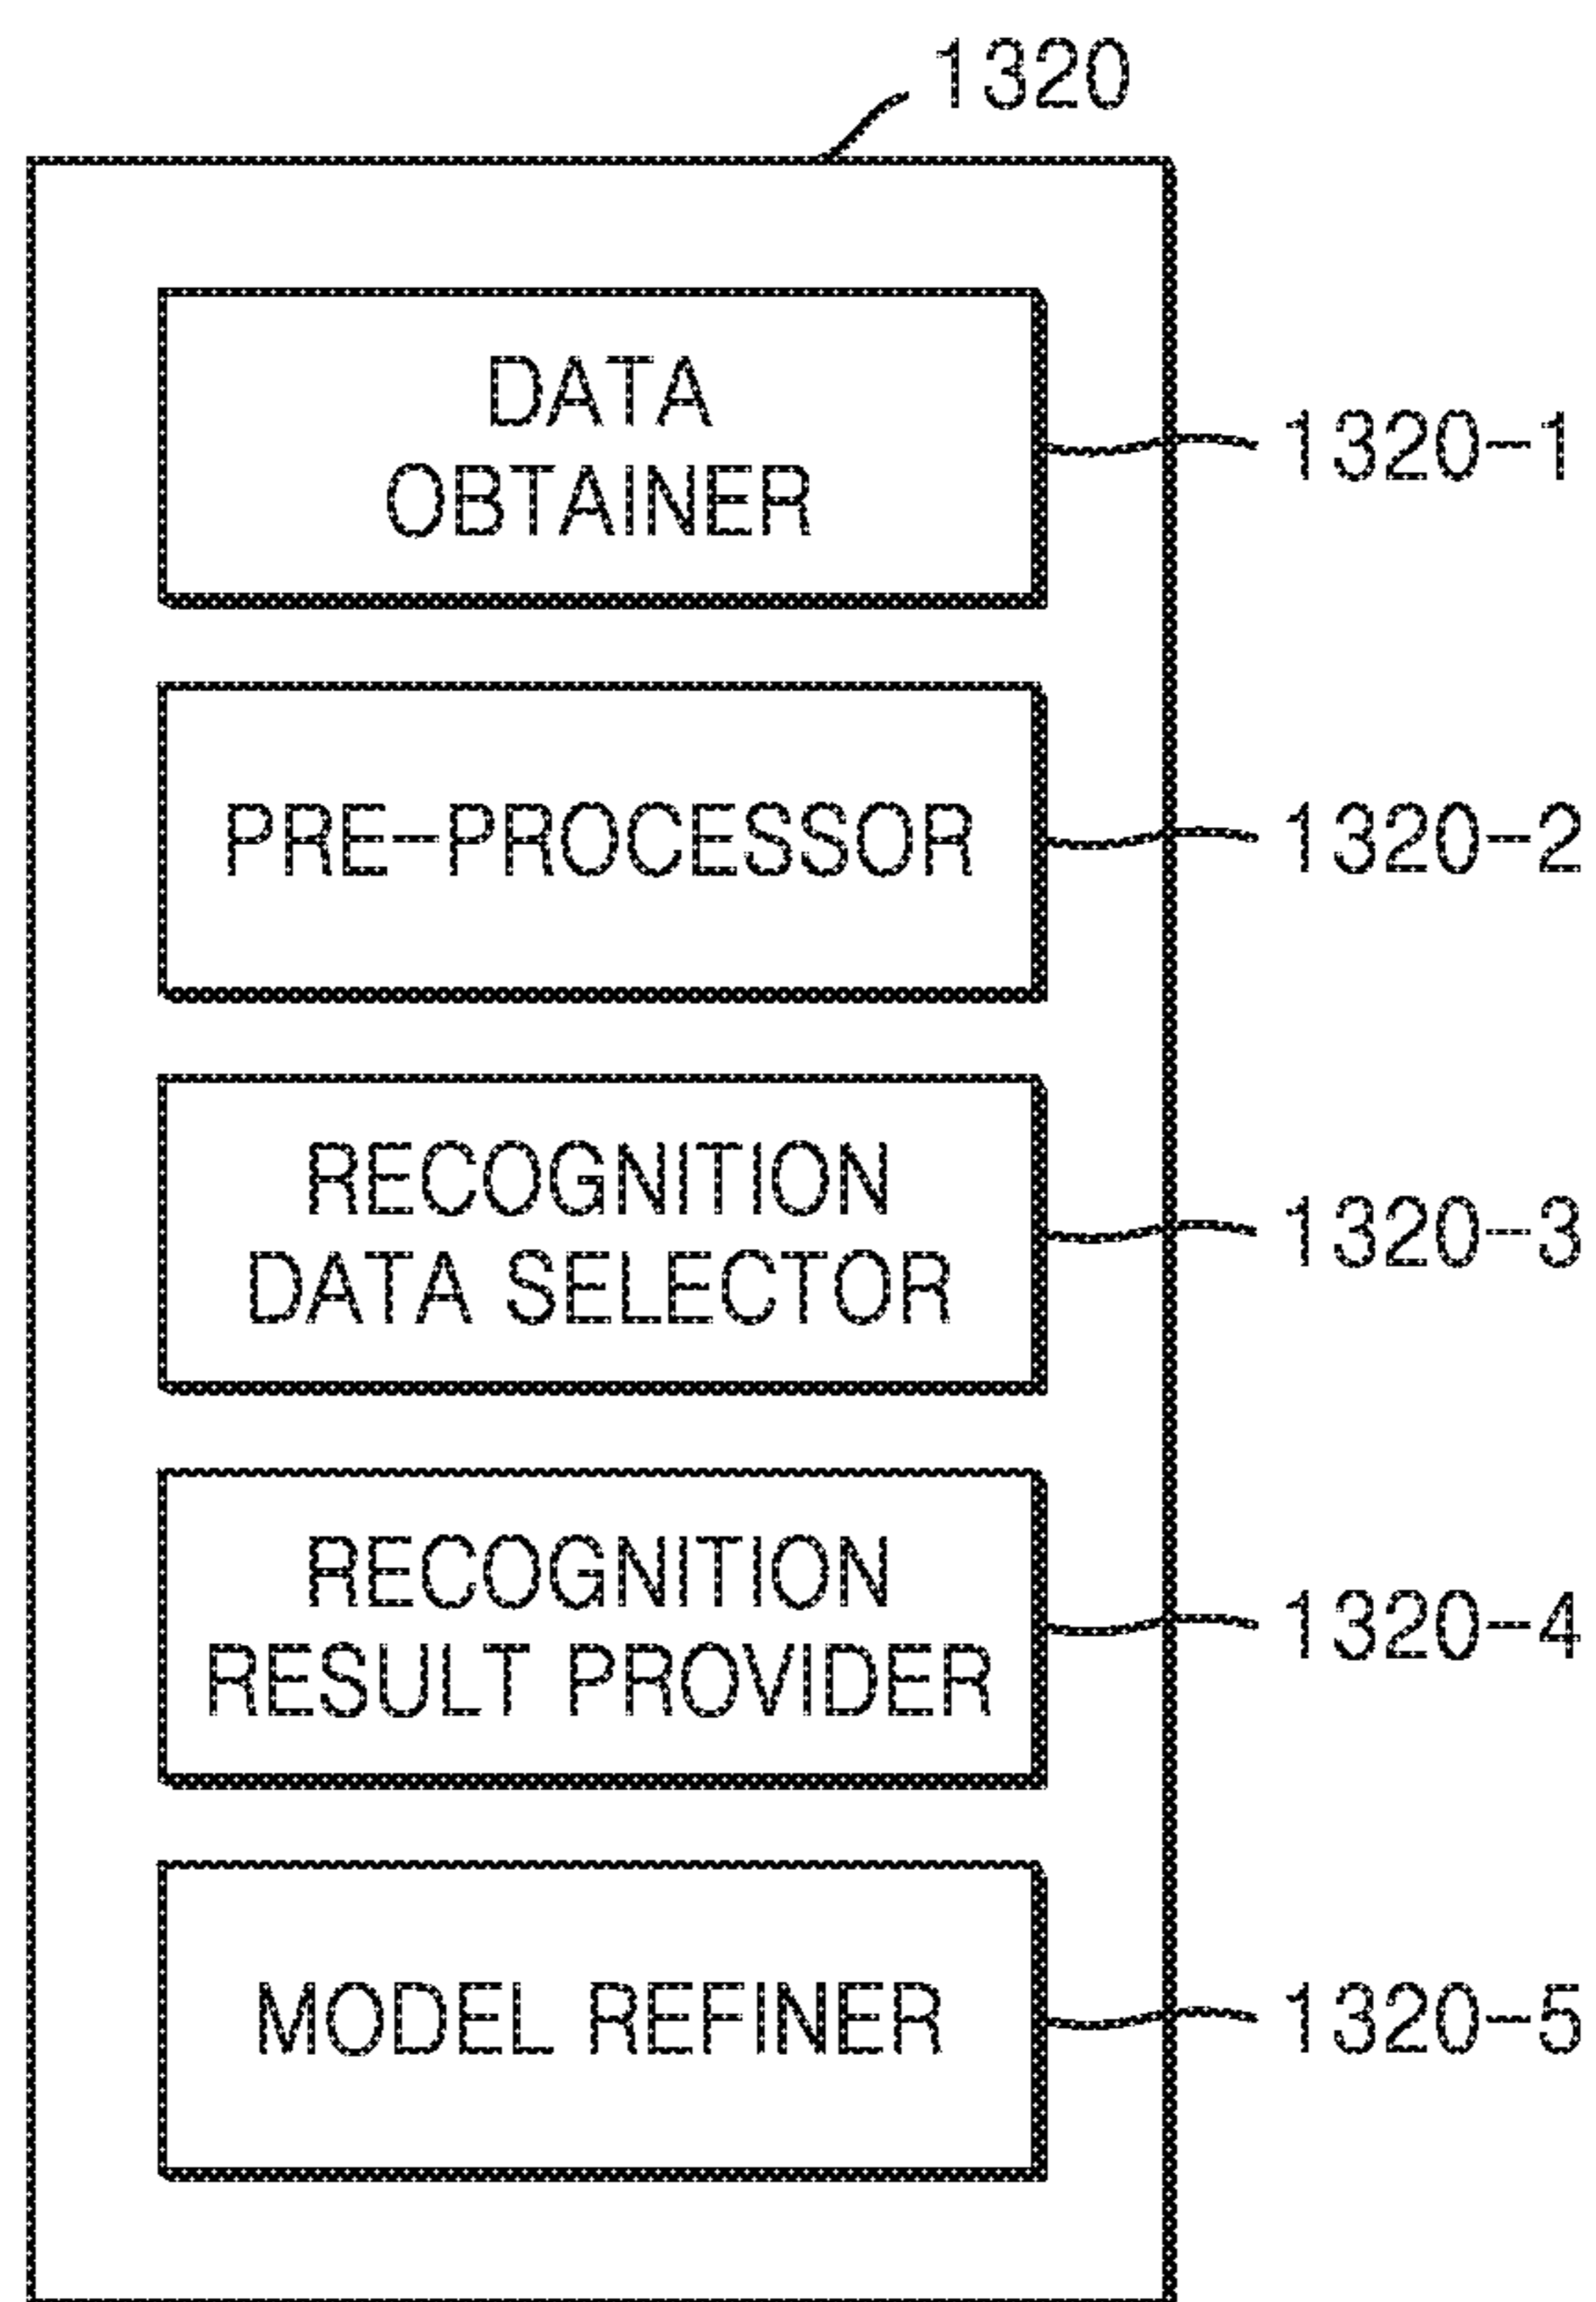 1320
DATA
OBTAINER
1320-1
PRE-PROCESSOR
1320-2
RECOGNITION
DATA SELECTOR
1320-3
RECOGNITION
RESULT PROVIDER
1320-4
MODEL REFINER
1320-5